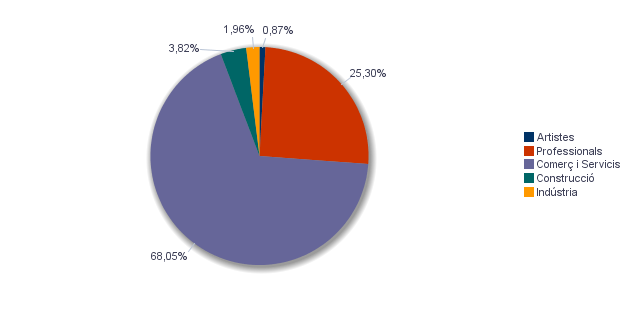 1,96% 0,87%
3,82%
25,30%
68,05%
Artistes
Professionals
Comerç i Servicis
Construcció
Indústria